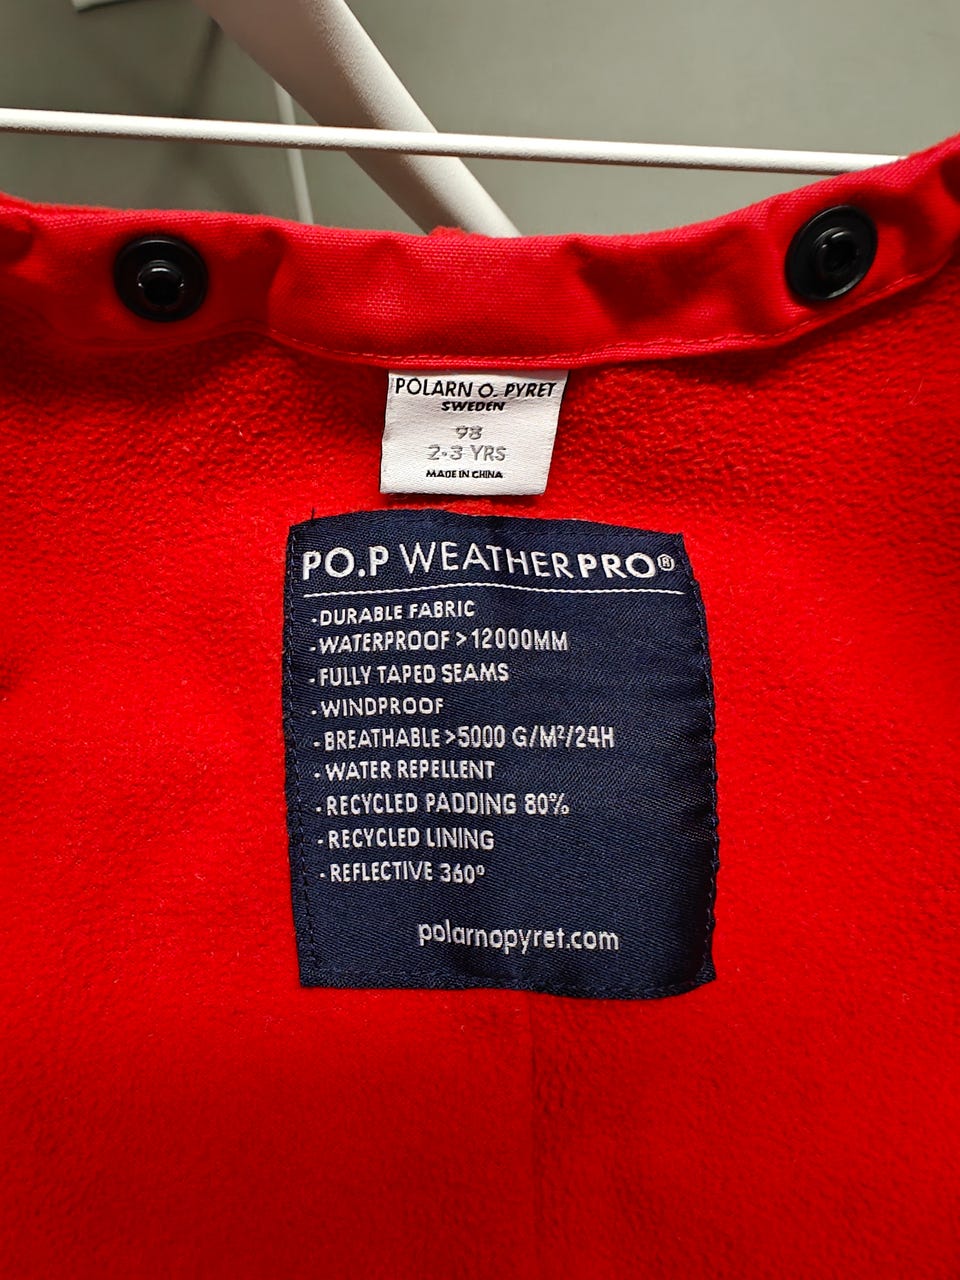 POLARN O. PYRET
SWEDEN
98
2-3 YRS
MADE IN CHINA
PO.P WEATHERPRO®
-DURABLE FABRIC
-WATERPROOF >12000MM
-FULLY TAPED SEAMS
-WINDPROOF
-BREATHABLE >5000 G/M²/24H
-WATER REPELLENT
-RECYCLED PADDING 80%
-RECYCLED LINING
-REFLECTIVE 360°
polarnopyret.com